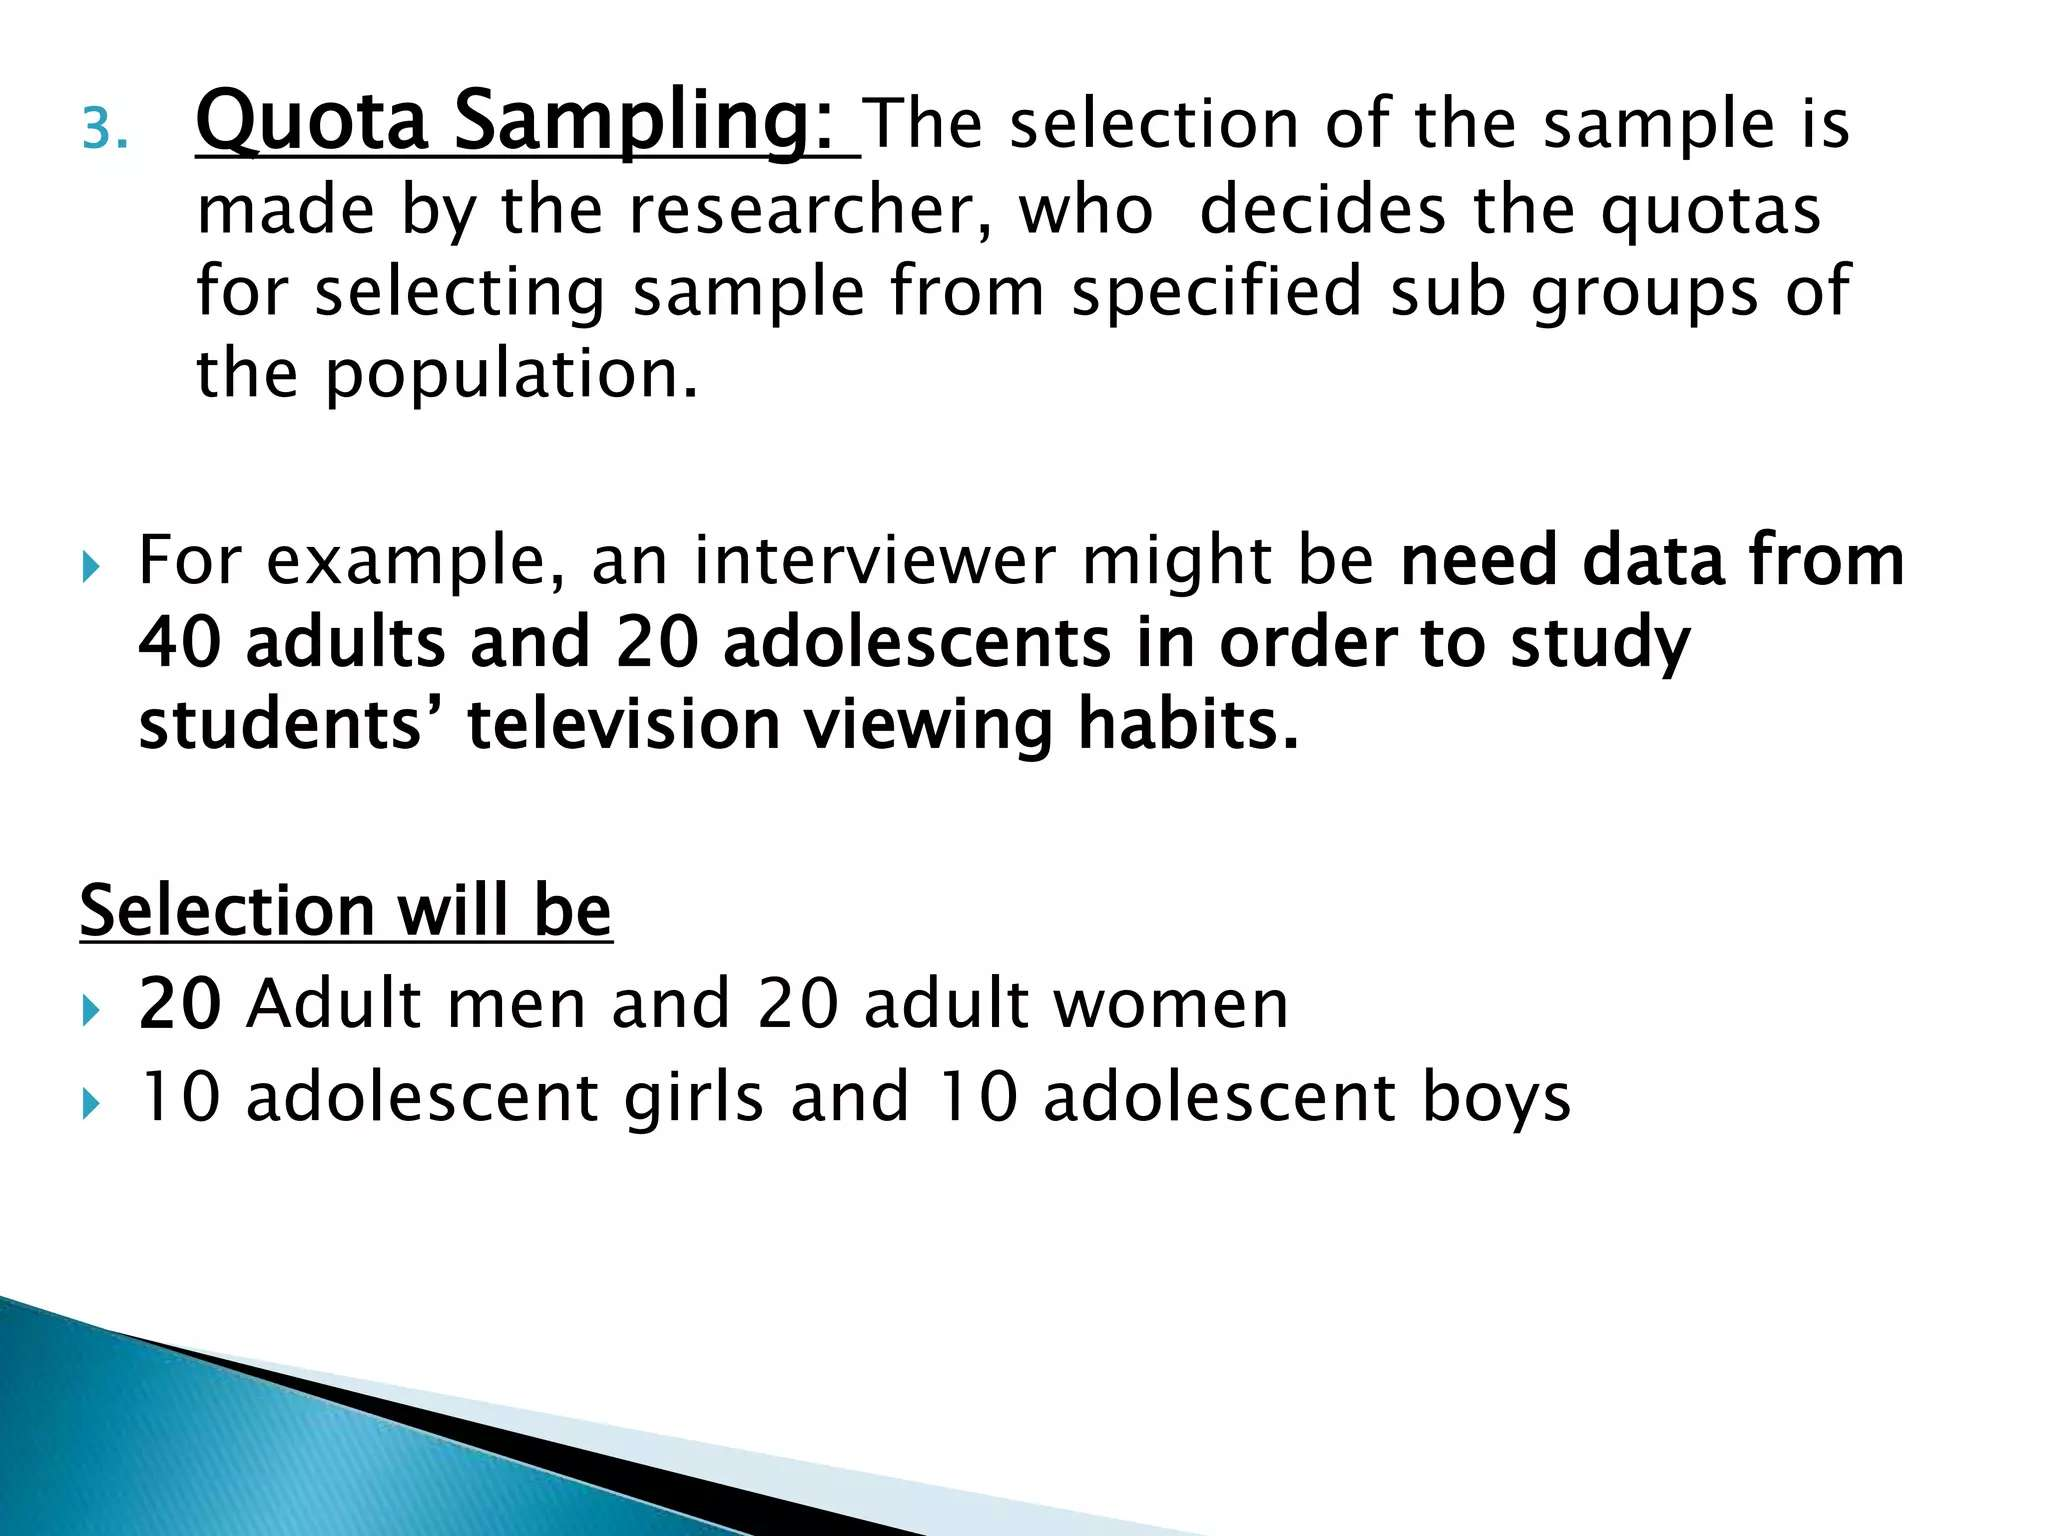 3. Quota Sampling: The selection of the sample is
made by the researcher, who  decides the quotas
for selecting sample from specified sub groups of
the population.
For example, an interviewer might be need data from
40 adults and 20 adolescents in order to study
students’ television viewing habits.
Selection will be
20 Adult men and 20 adult women
10 adolescent girls and 10 adolescent boys